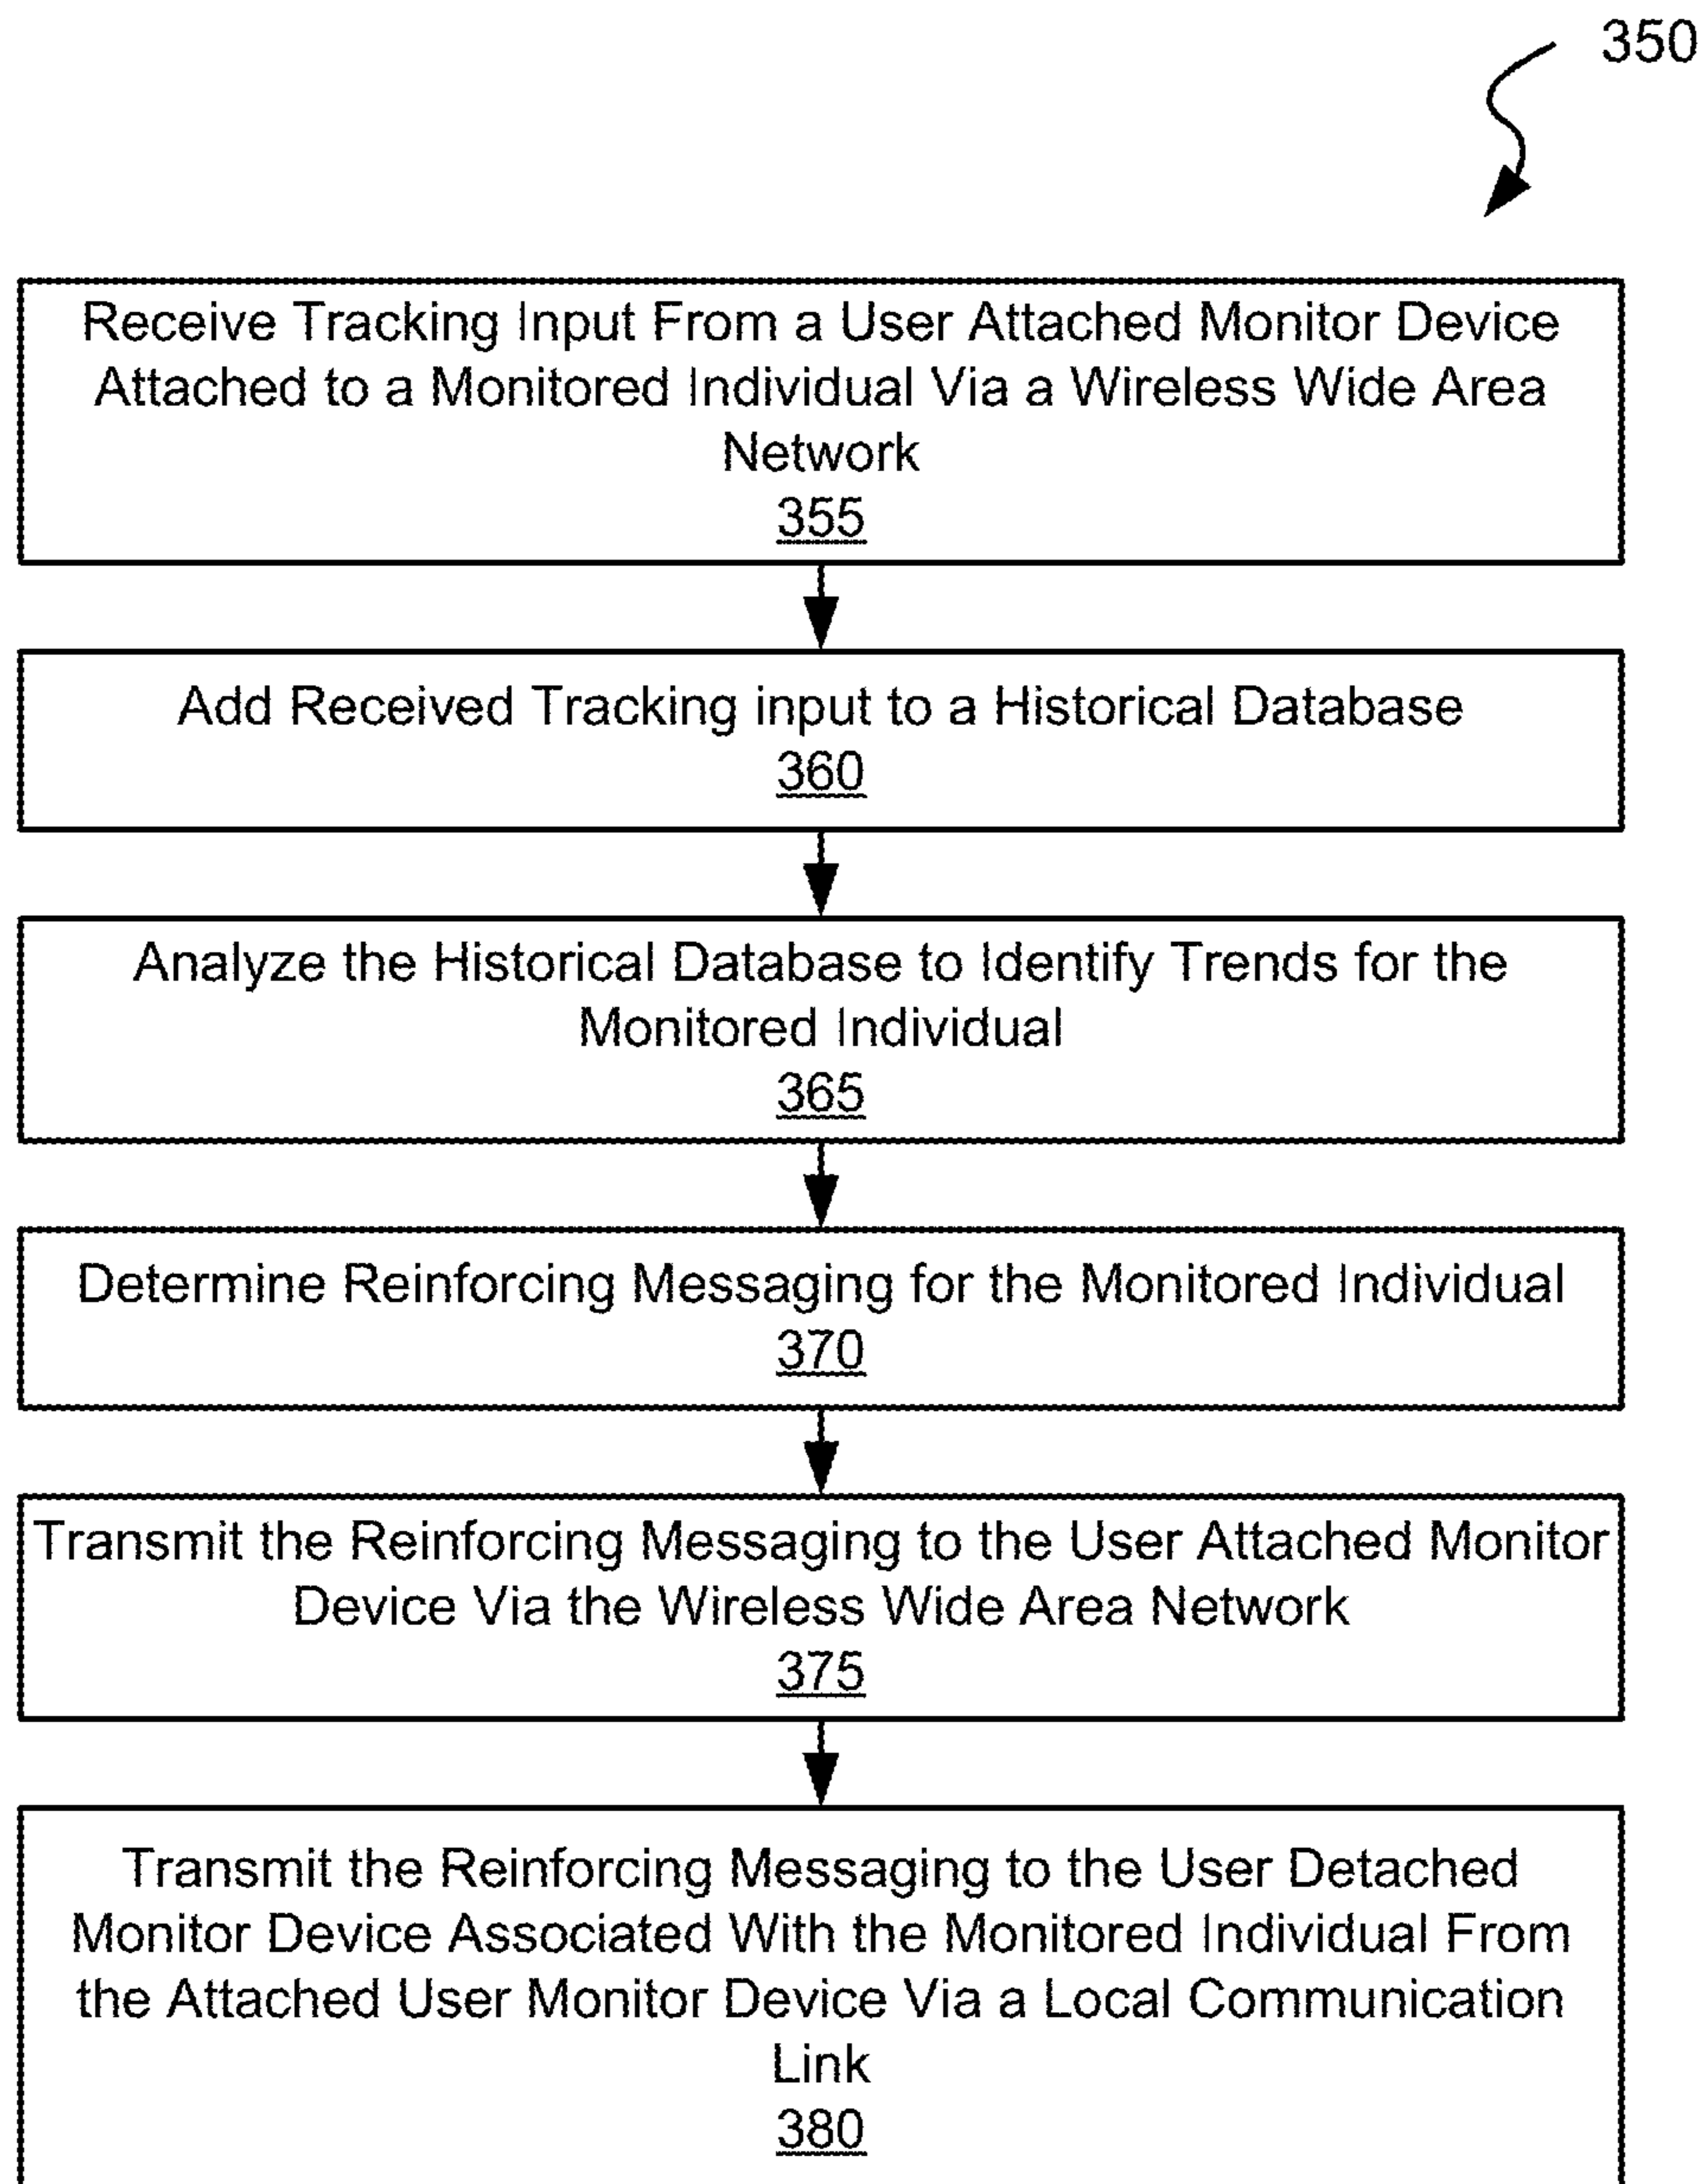 350
Receive Tracking Input From a User Attached Monitor Device
Attached to a Monitored Individual Via a Wireless Wide Area
Network
355
Add Received Tracking input to a Historical Database
360
Analyze the Historical Database to Identify Trends for the
Monitored Individual
365
Determine Reinforcing Messaging for the Monitored Individual
370
Transmit the Reinforcing Messaging to the User Attached Monitor
Device Via the Wireless Wide Area Network
375
Transmit the Reinforcing Messaging to the User Detached
Monitor Device Associated With the Monitored Individual From
the Attached User Monitor Device Via a Local Communication
Link
380